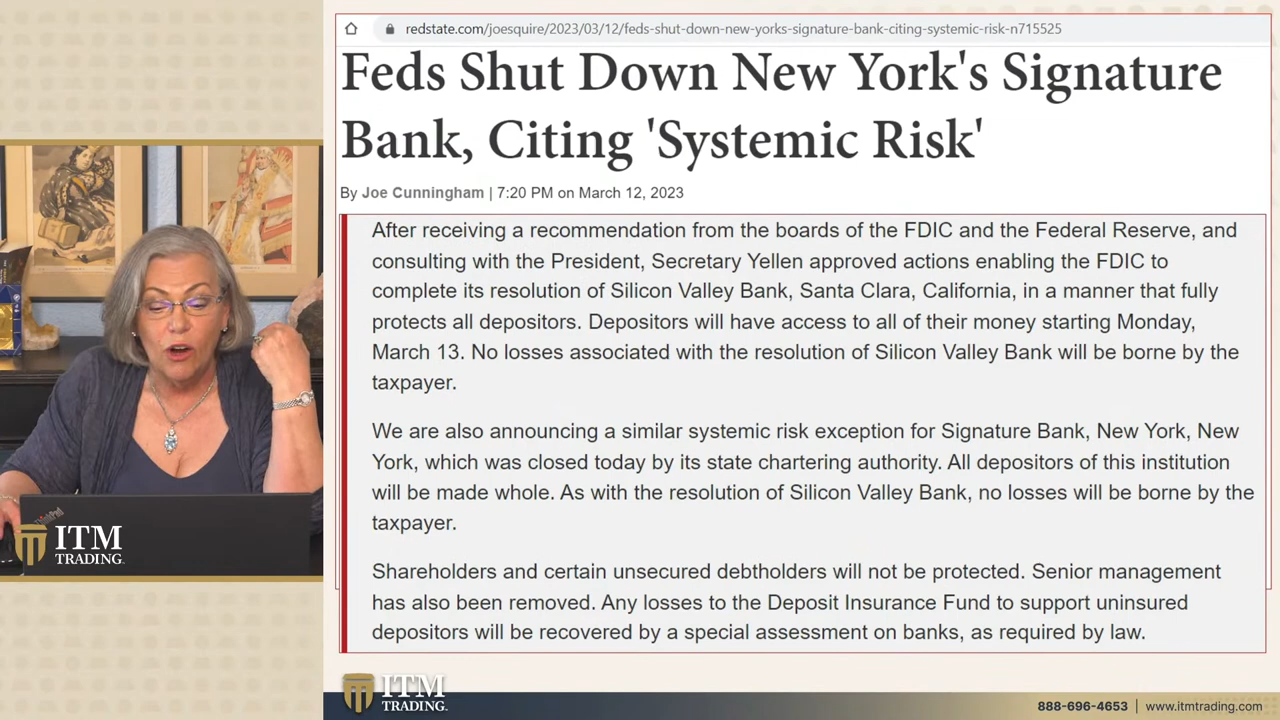 redstate.com/joesquire/2023/03/12/feds-shut-down-new-yorks-signature-bank-citing-systemic-risk-n715525
Feds Shut Down New York's Signature
Bank, Citing 'Systemic Risk'
By Joe Cunningham | 7:20 PM on March 12, 2023
After receiving a recommendation from the boards of the FDIC and the Federal Reserve, and
consulting with the President, Secretary Yellen approved actions enabling the FDIC to
complete its resolution of Silicon Valley Bank, Santa Clara, California, in a manner that fully
protects all depositors. Depositors will have access to all of their money starting Monday,
March 13. No losses associated with the resolution of Silicon Valley Bank will be borne by the
taxpayer.
We are also announcing a similar systemic risk exception for Signature Bank, New York, New
York, which was closed today by its state chartering authority. All depositors of this institution
will be made whole. As with the resolution of Silicon Valley Bank, no losses will be borne by the
taxpayer.
Shareholders and certain unsecured debtholders will not be protected. Senior management
has also been removed. Any losses to the Deposit Insurance Fund to support uninsured
depositors will be recovered by a special assessment on banks, as required by law.
ThinkPad
ITM
TRADING.
ITM
TRADING.
888-696-4653 | www.itmtrading.com